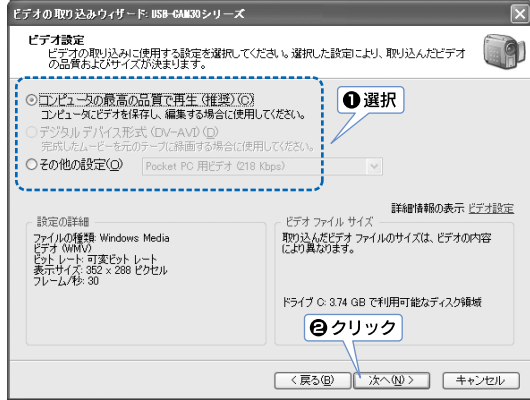 ビデオの取り込みウィザード: USB-CAM30シリーズ
ビデオ設定
ビデオの取り込みに使用する設定を選択してください。選択した設定により、取り込んだビデオ
の品質およびサイズが決まります。
コンピュータの最高の品質で再生 (推奨)(C)
コンピュータにビデオを保存し、編集する場合に使用してください。
デジタル デバイス形式 (DV-AVI)(D)
完成したムービーを元のテープに録画する場合に使用してください。
その他の設定(O)
Pocket PC 用ビデオ (218 Kbps)
❶選択
詳細情報の表示 ビデオ設定
設定の詳細
ファイルの種類: Windows Media
ビデオ (WMV)
ビット レート: 可変ビット レート
表示サイズ: 352 x 288 ピクセル
フレーム/秒: 30
ビデオ ファイル サイズ
取り込んだビデオ ファイルのサイズは、ビデオの内容
により異なります。
ドライブ C: 3.74 GB で利用可能なディスク領域
❷クリック
< 戻る(B)
次へ(N) >
キャンセル